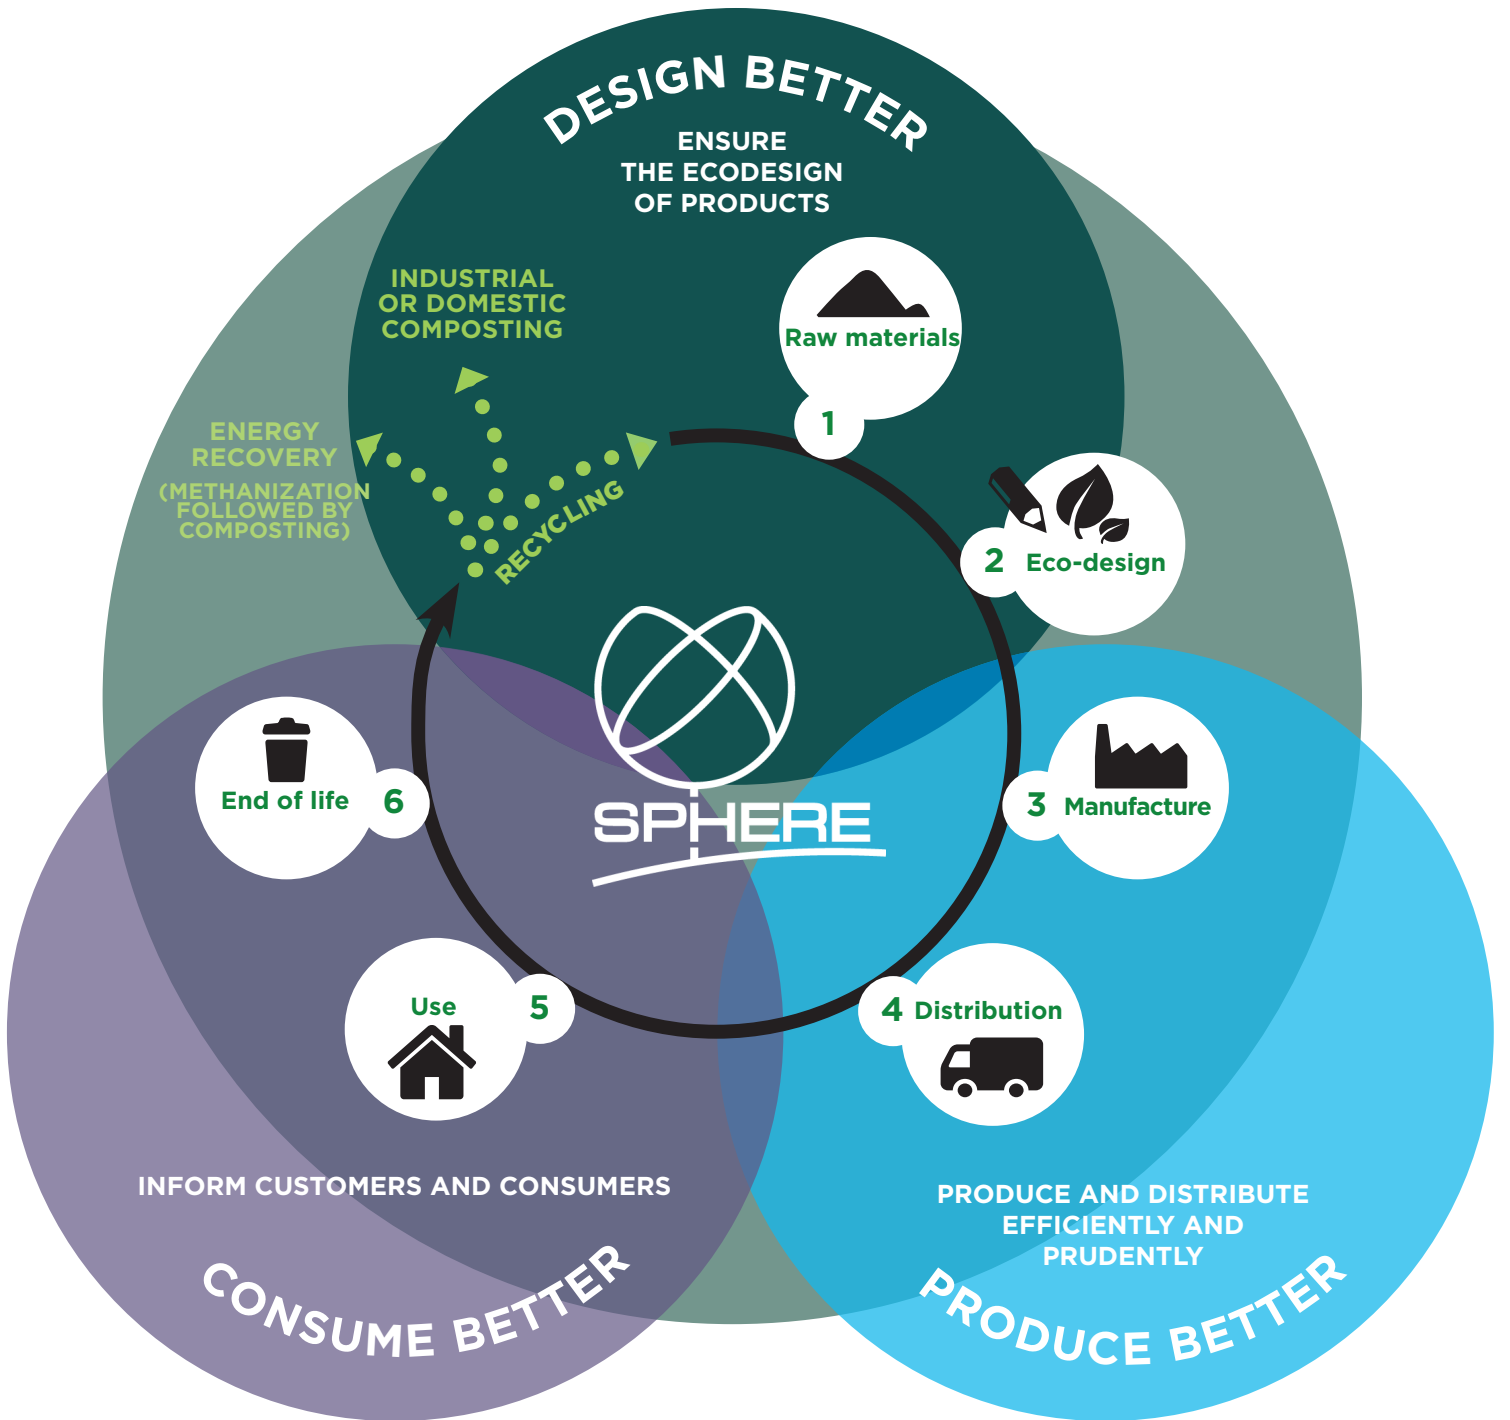 DESIGN BETTER
ENSURE
THE ECODESIGN
OF PRODUCTS
INDUSTRIAL
OR DOMESTIC
COMPOSTING
ENERGY
RECOVERY
(METHANIZATION
FOLLOWED BY
COMPOSTING)
RECYCLING
Raw materials
1
2 Eco-design
3 Manufacture
4 Distribution
Use 5
End of life 6
SPHERE
INFORM CUSTOMERS AND CONSUMERS
CONSUME BETTER
PRODUCE AND DISTRIBUTE
EFFICIENTLY AND
PRUDENTLY
PRODUCE BETTER